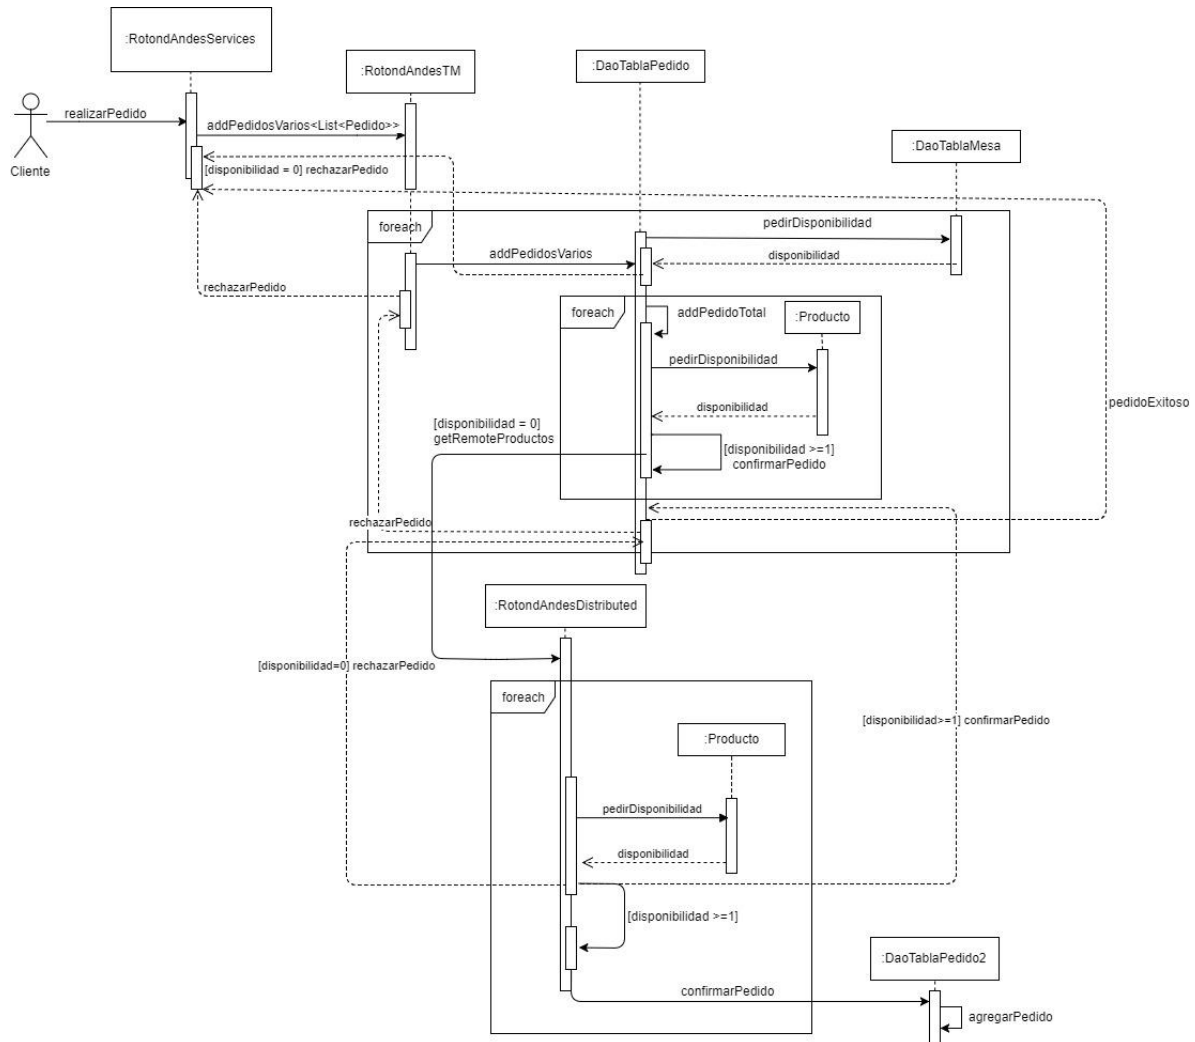 :RotondAndesServices
:RotondAndesTM
:DaoTablaPedido
:DaoTablaMesa
Cliente
realizarPedido
addPedidosVarios<List<Pedido>>
[disponibilidad = 0] rechazarPedido
foreach
pedirDisponibilidad
addPedidosVarios
disponibilidad
rechazarPedido
foreach
addPedidoTotal
:Producto
pedirDisponibilidad
disponibilidad
pedidoExitoso
[disponibilidad = 0]
getRemoteProductos
[disponibilidad >=1]
confirmarPedido
rechazarPedido
:RotondAndesDistributed
[disponibilidad=0] rechazarPedido
foreach
[disponibilidad>=1] confirmarPedido
:Producto
pedirDisponibilidad
disponibilidad
[disponibilidad >=1]
:DaoTablaPedido2
confirmarPedido
agregarPedido